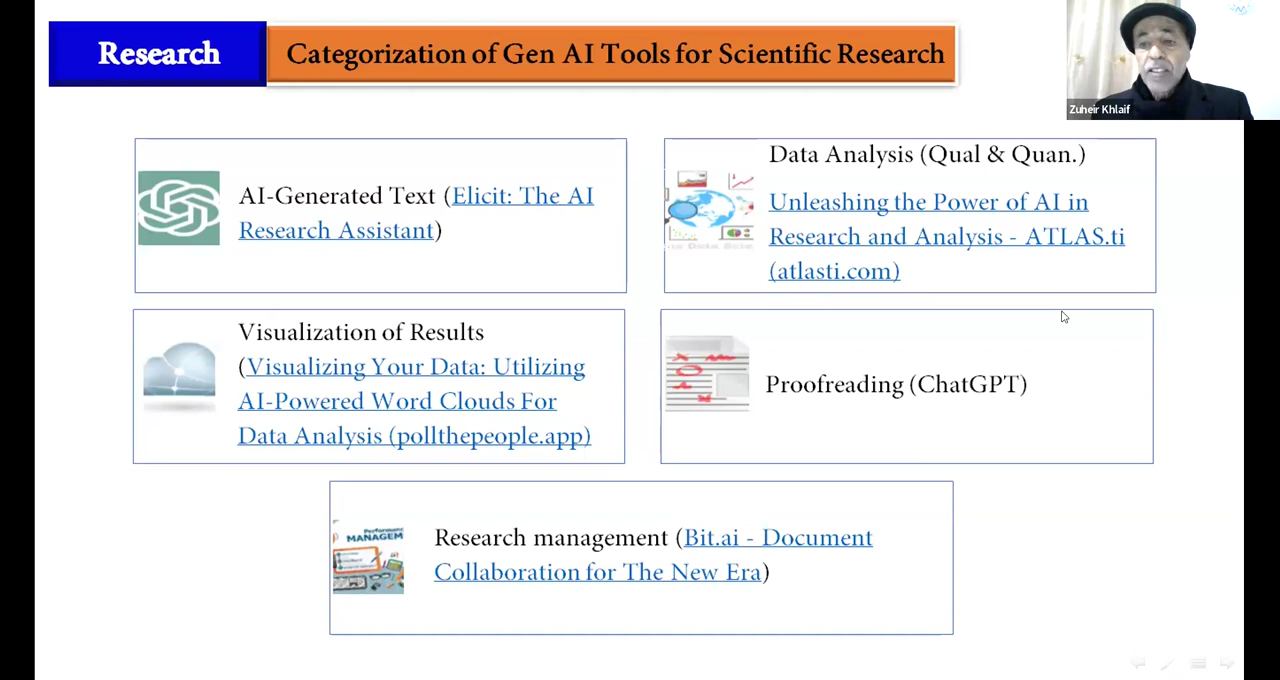 Research
Categorization of Gen AI Tools for Scientific Research
Zuheir Khlaif
AI-Generated Text (Elicit: The AI
Research Assistant)
Data Analysis (Qual & Quan.)
Unleashing the Power of AI in
Research and Analysis - ATLAS.ti
(atlasti.com)
Visualization of Results
(Visualizing Your Data: Utilizing
AI-Powered Word Clouds For
Data Analysis (pollthepeople.app)
Proofreading (ChatGPT)
MANAGEM
Research management (Bit.ai - Document
Collaboration for The New Era)